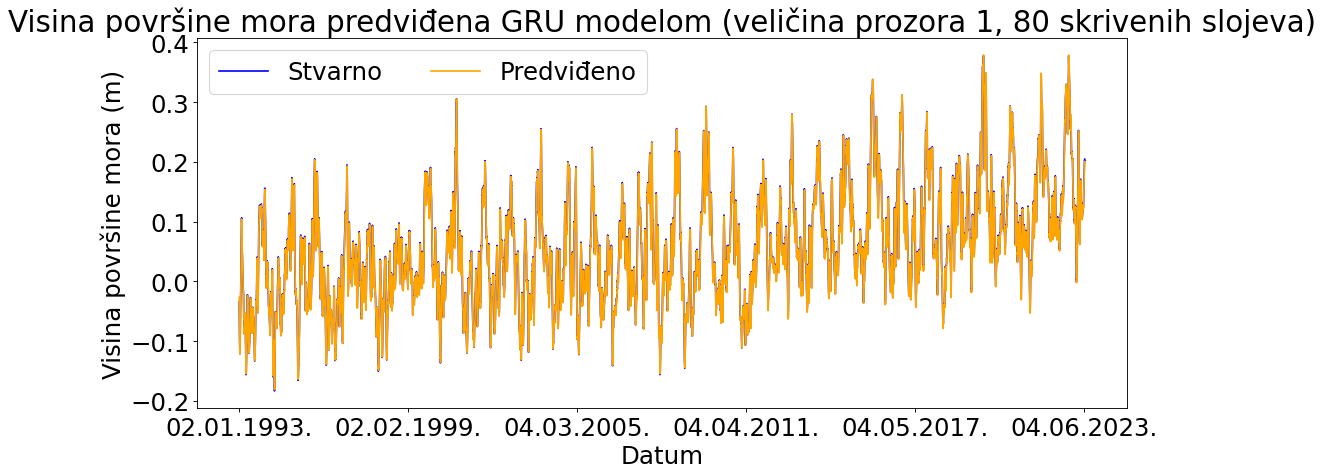 Visina površine mora predviđena GRU modelom (veličina prozora 1, 80 skrivenih slojeva)
Stvarno
Predviđeno
Visina površine mora (m)
0.4
0.3
0.2
0.1
0.0
−0.1
−0.2
02.01.1993.
02.02.1999.
04.03.2005.
04.04.2011.
04.05.2017.
04.06.2023.
Datum